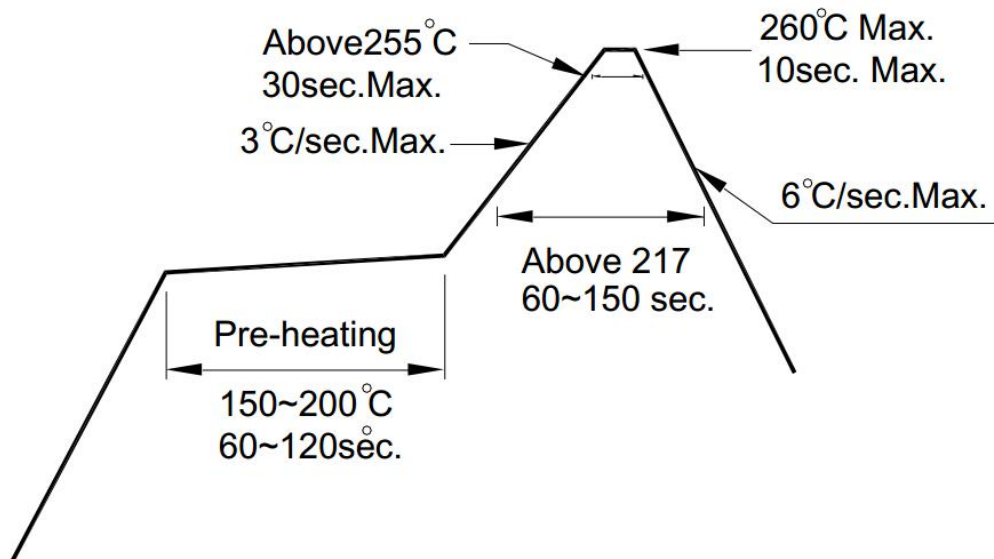 Above255°C
30sec.Max.
260°C Max.
10sec. Max.
3°C/sec.Max.
6°C/sec.Max.
Above 217
60~150 sec.
Pre-heating
150~200°C
60~120sec.